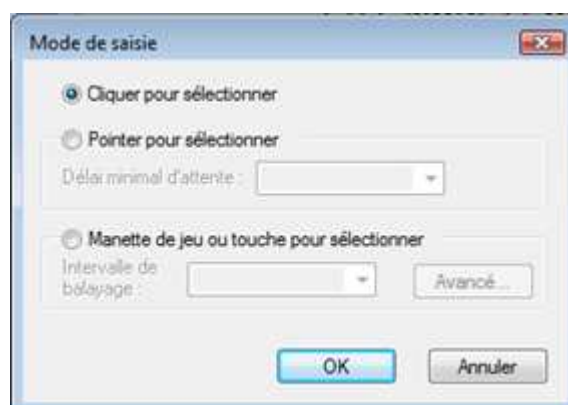 Mode de saisie
Cliquer pour sélectionner
Pointer pour sélectionner
Délai minimal d'attente :
Manette de jeu ou touche pour sélectionner
Intervalle de
balayage :
Avancé...
OK
Annuler